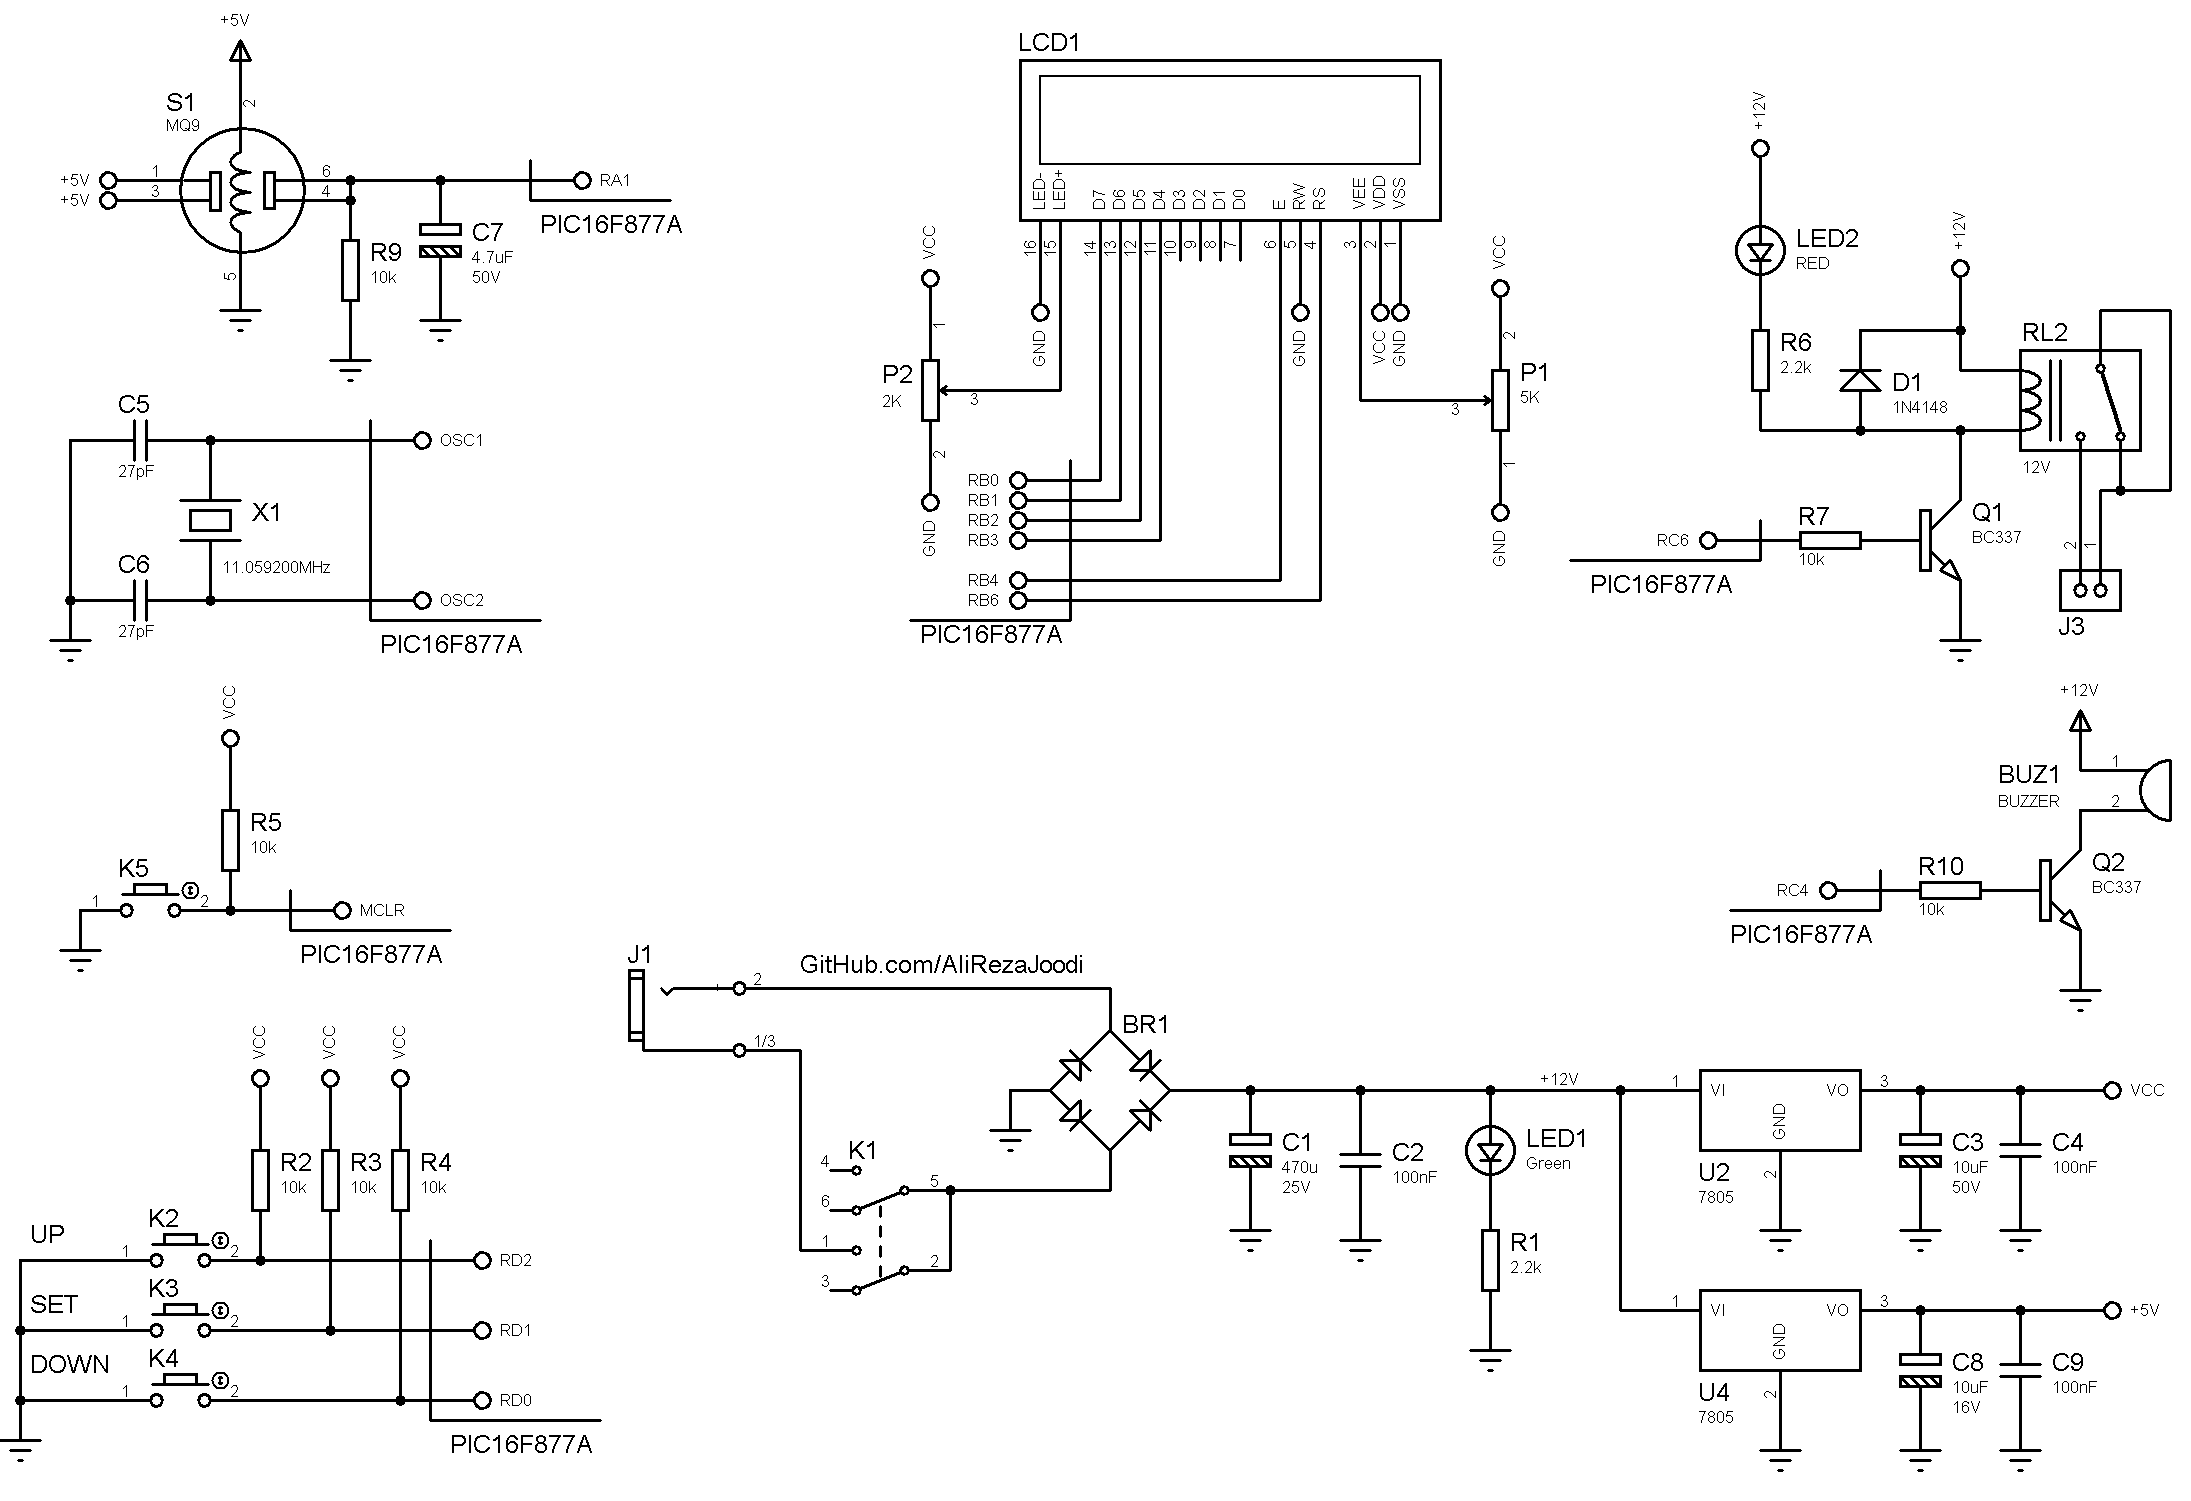 +5V
S1
MQ9
2
+5V
1
+5V
3
6
4
5
R9
10k
C7
4.7uF
50V
RA1
PIC16F877A
C5
27pF
OSC1
X1
11.059200MHz
C6
27pF
OSC2
PIC16F877A
VCC
R5
10k
K5
1
2
MCLR
PIC16F877A
VCC
VCC
VCC
R2
10k
R3
10k
R4
10k
UP
K2
1
2
RD2
SET
K3
1
2
RD1
DOWN
K4
1
2
RD0
PIC16F877A
LCD1
LED-
LED+
D7
D6
D5
D4
D3
D2
D1
D0
E
RW
RS
VEE
VDD
VSS
16
15
14
13
12
11
10
9
8
7
6
5
4
3
2
1
GND
GND
VCC
GND
VCC
1
P2
2K
3
2
GND
VCC
2
P1
5K
3
1
GND
RB0
RB1
RB2
RB3
RB4
RB6
PIC16F877A
+12V
LED2
RED
R6
2.2k
+12V
D1
1N4148
RL2
12V
RC6
R7
10k
PIC16F877A
Q1
BC337
2
1
J3
+12V
BUZ1
BUZZER
1
2
RC4
R10
10k
PIC16F877A
Q2
BC337
GitHub.com/AliRezaJoodi
J1
+
2
1/3
BR1
K1
4
6
5
1
2
3
+12V
C1
470u
25V
C2
100nF
LED1
Green
R1
2.2k
1
VI
VO
GND
3
2
U2
7805
C3
10uF
50V
C4
100nF
VCC
1
VI
VO
GND
3
2
U4
7805
C8
10uF
16V
C9
100nF
+5V